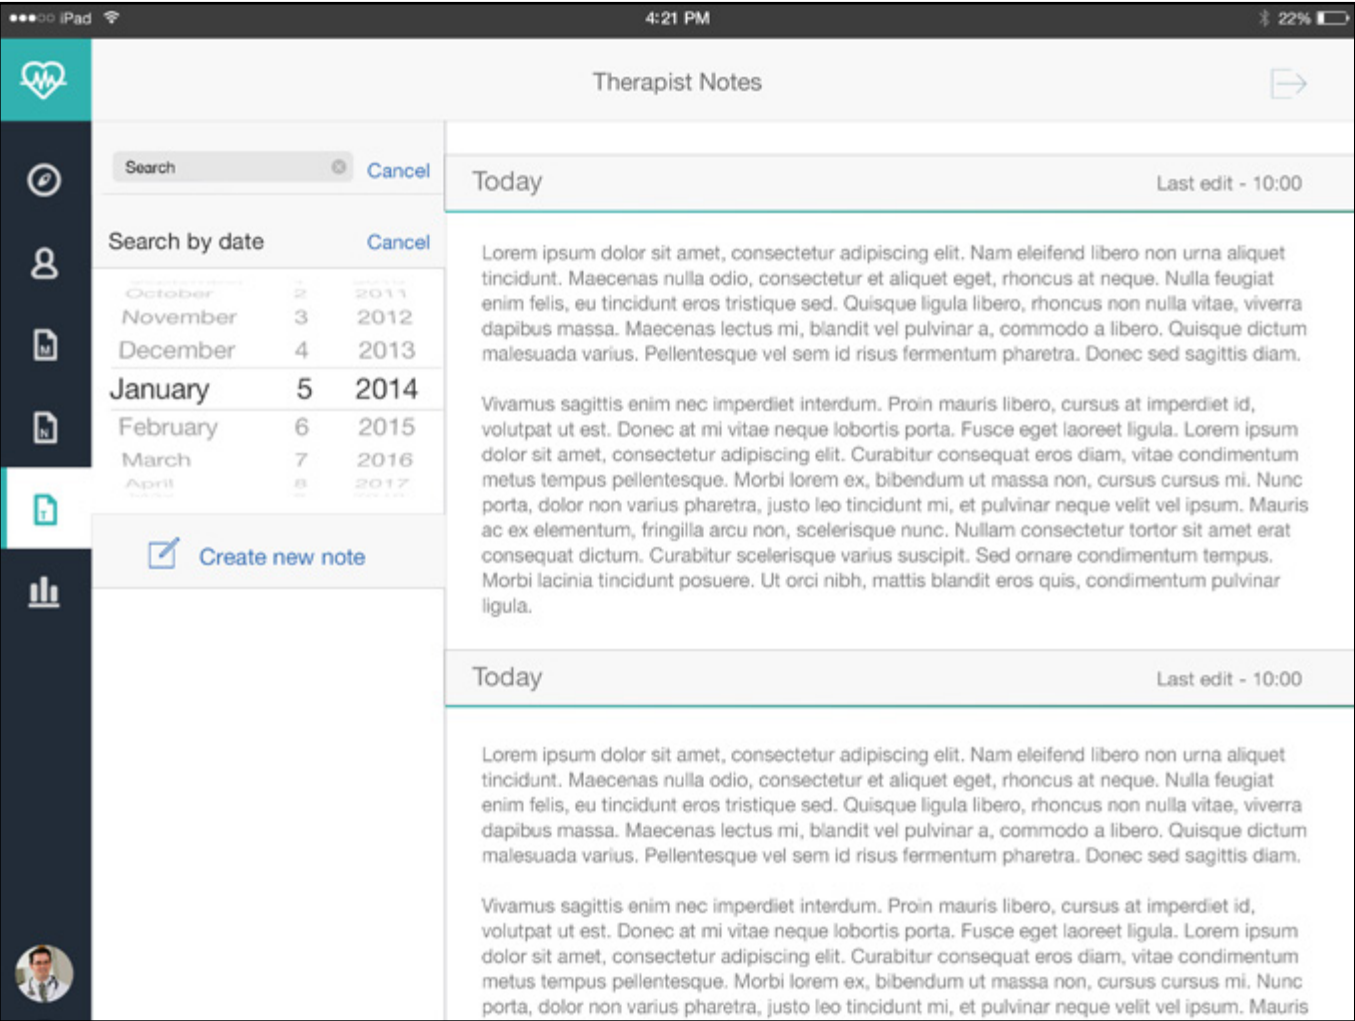 iPad
4:21 PM
22%
Therapist Notes
Search
Cancel
Search by date
Cancel
October 2 2011
November 3 2012
December 4 2013
January 5 2014
February 6 2015
March 7 2016
April 8 2017
M
N
T
Create new note
Today
Last edit - 10:00
Lorem ipsum dolor sit amet, consectetur adipiscing elit. Nam eleifend libero non urna aliquet
tincidunt. Maecenas nulla odio, consectetur et aliquet eget, rhoncus at neque. Nulla feugiat
enim felis, eu tincidunt eros tristique sed. Quisque ligula libero, rhoncus non nulla vitae, viverra
dapibus massa. Maecenas lectus mi, blandit vel pulvinar a, commodo a libero. Quisque dictum
malesuada varius. Pellentesque vel sem id risus fermentum pharetra. Donec sed sagittis diam.
Vivamus sagittis enim nec imperdiet interdum. Proin mauris libero, cursus at imperdiet id,
volutpat ut est. Donec at mi vitae neque lobortis porta. Fusce eget laoreet ligula. Lorem ipsum
dolor sit amet, consectetur adipiscing elit. Curabitur consequat eros diam, vitae condimentum
metus tempus pellentesque. Morbi lorem ex, bibendum ut massa non, cursus cursus mi. Nunc
porta, dolor non varius pharetra, justo leo tincidunt mi, et pulvinar neque velit vel ipsum. Mauris
ac ex elementum, fringilla arcu non, scelerisque nunc. Nullam consectetur tortor sit amet erat
consequat dictum. Curabitur scelerisque varius suscipit. Sed ornare condimentum tempus.
Morbi lacinia tincidunt posuere. Ut orci nibh, mattis blandit eros quis, condimentum pulvinar
ligula.
Today
Last edit - 10:00
Lorem ipsum dolor sit amet, consectetur adipiscing elit. Nam eleifend libero non urna aliquet
tincidunt. Maecenas nulla odio, consectetur et aliquet eget, rhoncus at neque. Nulla feugiat
enim felis, eu tincidunt eros tristique sed. Quisque ligula libero, rhoncus non nulla vitae, viverra
dapibus massa. Maecenas lectus mi, blandit vel pulvinar a, commodo a libero. Quisque dictum
malesuada varius. Pellentesque vel sem id risus fermentum pharetra. Donec sed sagittis diam.
Vivamus sagittis enim nec imperdiet interdum. Proin mauris libero, cursus at imperdiet id,
volutpat ut est. Donec at mi vitae neque lobortis porta. Fusce eget laoreet ligula. Lorem ipsum
dolor sit amet, consectetur adipiscing elit. Curabitur consequat eros diam, vitae condimentum
metus tempus pellentesque. Morbi lorem ex, bibendum ut massa non, cursus cursus mi. Nunc
porta, dolor non varius pharetra, justo leo tincidunt mi, et pulvinar neque velit vel ipsum. Mauris